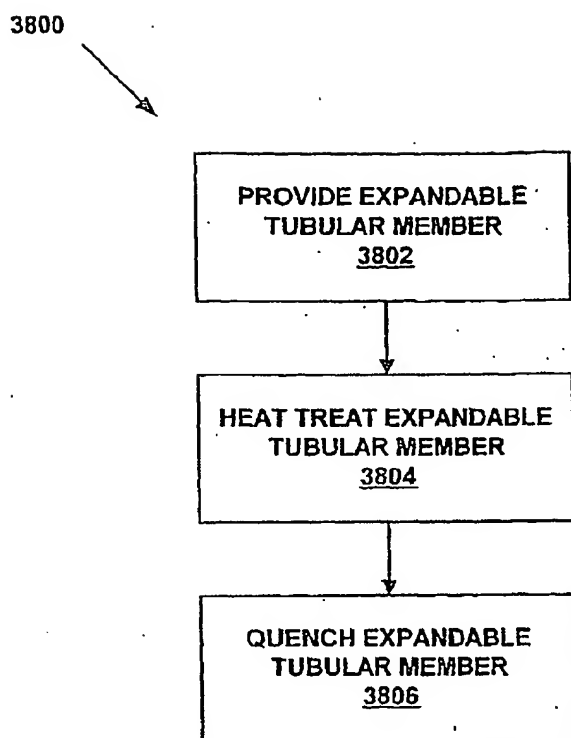 3800
PROVIDE EXPANDABLE
TUBULAR MEMBER
3802
HEAT TREAT EXPANDABLE
TUBULAR MEMBER
3804
QUENCH EXPANDABLE
TUBULAR MEMBER
3806